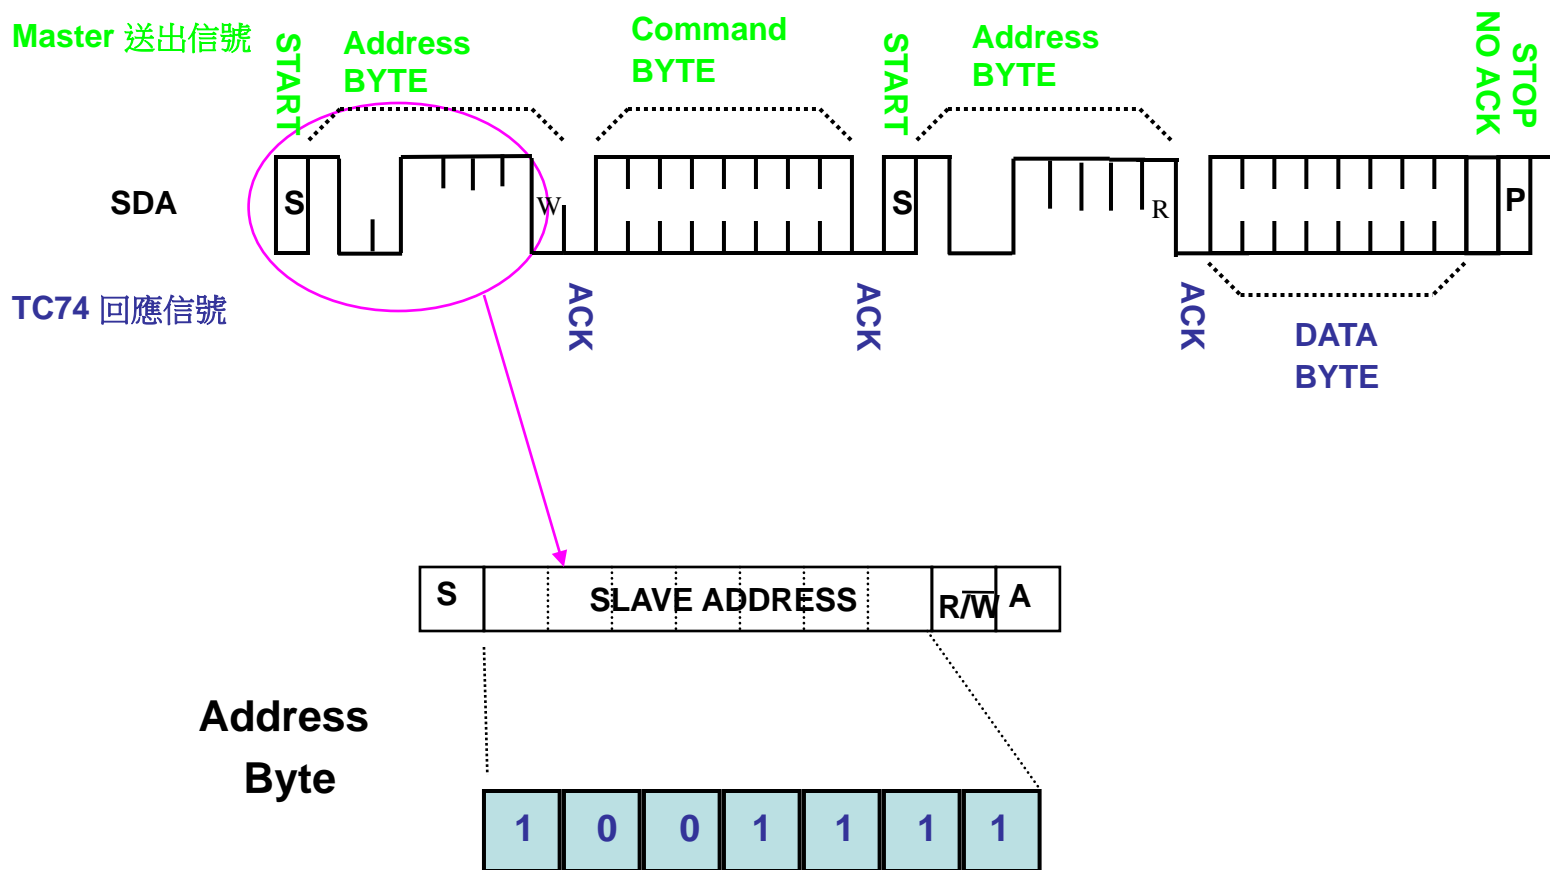 Master 送出信號
START
Address
BYTE
Command
BYTE
START
Address
BYTE
NO ACK
STOP
SDA
S
W
S
R
P
TC74 回應信號
ACK
ACK
ACK
DATA
BYTE
S
SLAVE ADDRESS
R/W̅
A
Address
Byte
1 0 0 1 1 1 1